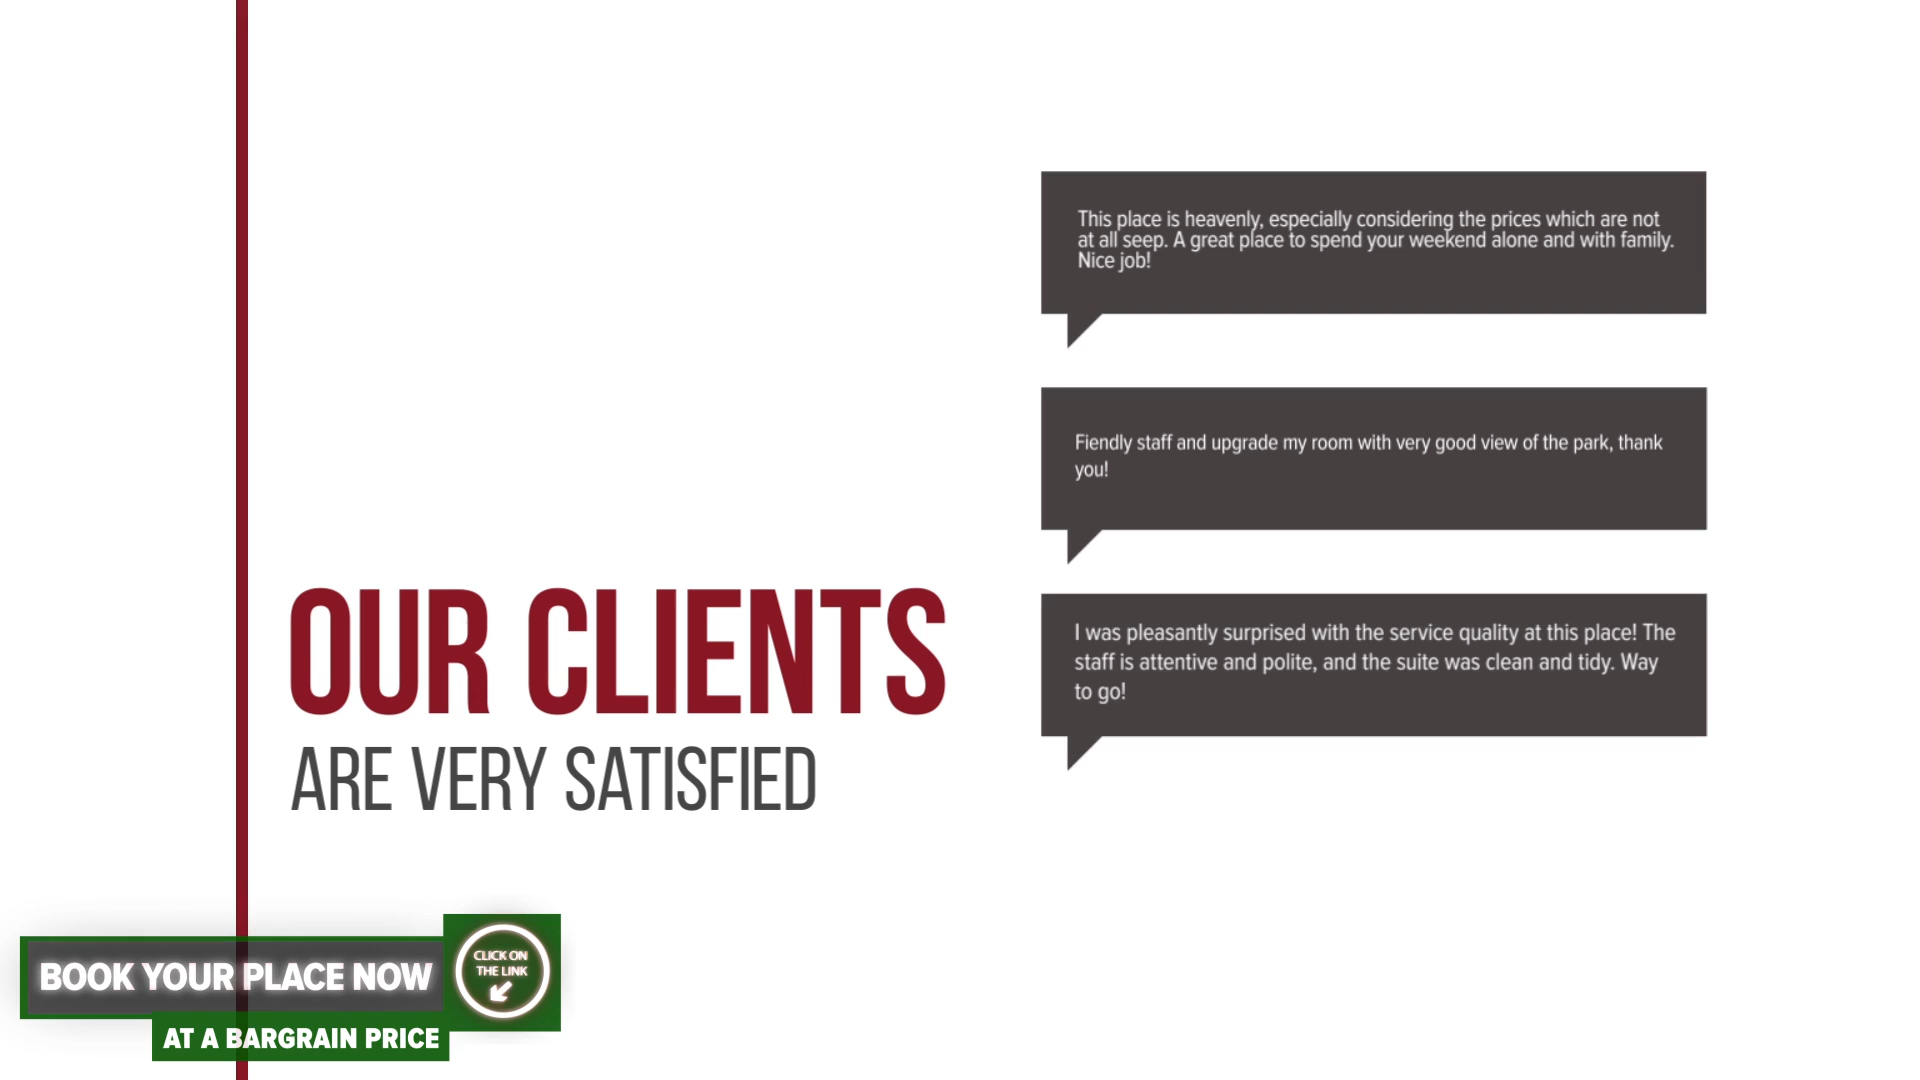 This place is heavenly, especially considering the prices which are not
at all seep. A great place to spend your weekend alone and with family.
Nice job!
Fiendly staff and upgrade my room with very good view of the park, thank
you!
I was pleasantly surprised with the service quality at this place! The
staff is attentive and polite, and the suite was clean and tidy. Way
to go!
OUR CLIENTS
ARE VERY SATISFIED
BOOK YOUR PLACE NOW
CLICK ON
THE LINK
AT A BARGRAIN PRICE